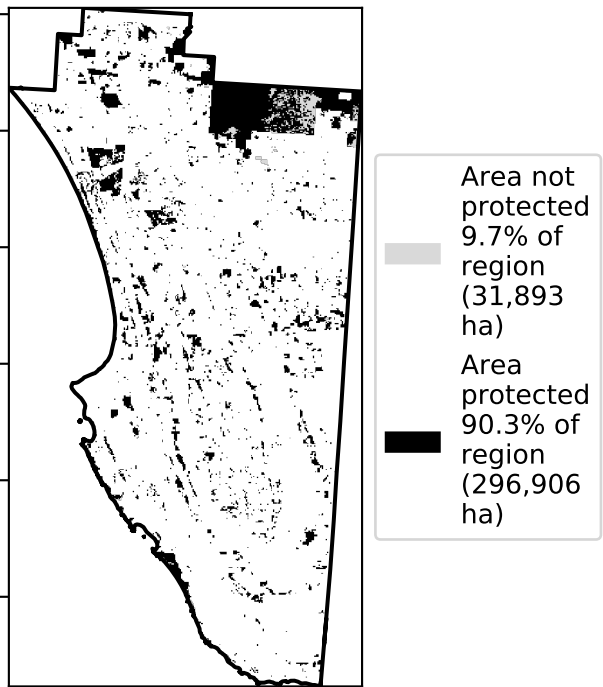 Area not
protected
9.7% of
region
(31,893
ha)
Area
protected
90.3% of
region
(296,906
ha)